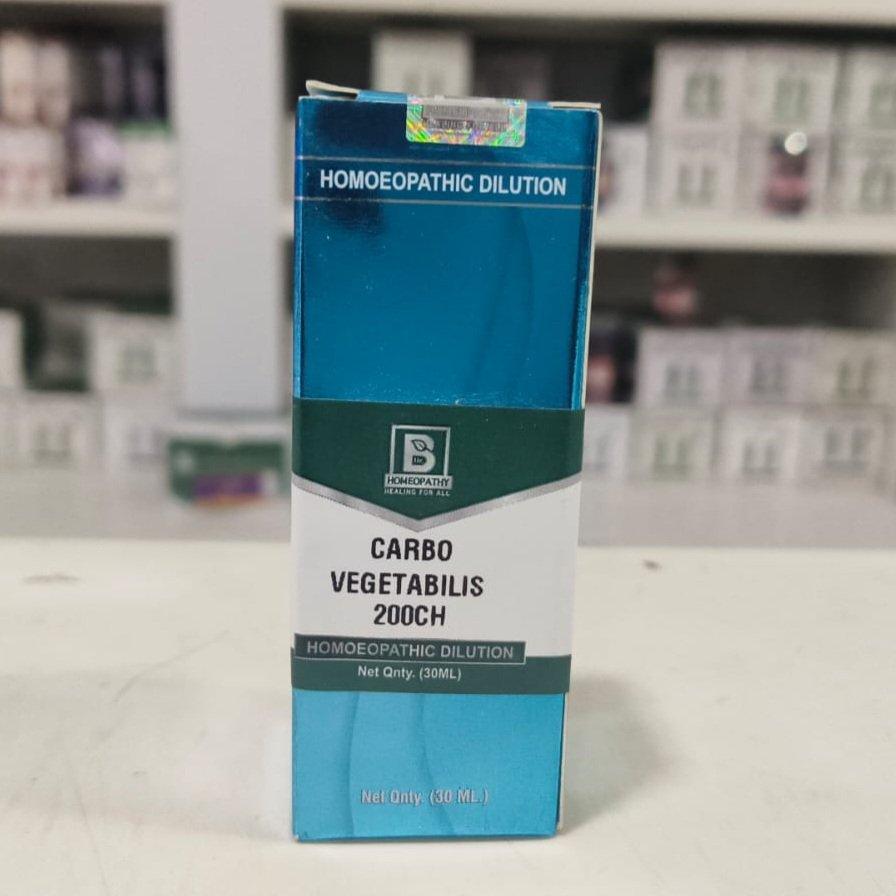 HOMOEOPATHIC DILUTION
B
HOMEOPATHY
HEALING FOR ALL
CARBO
VEGETABILIS
200CH
HOMOEOPATHIC DILUTION
Net Qnty. (30ML)
Net Qnty. (30 ML.)